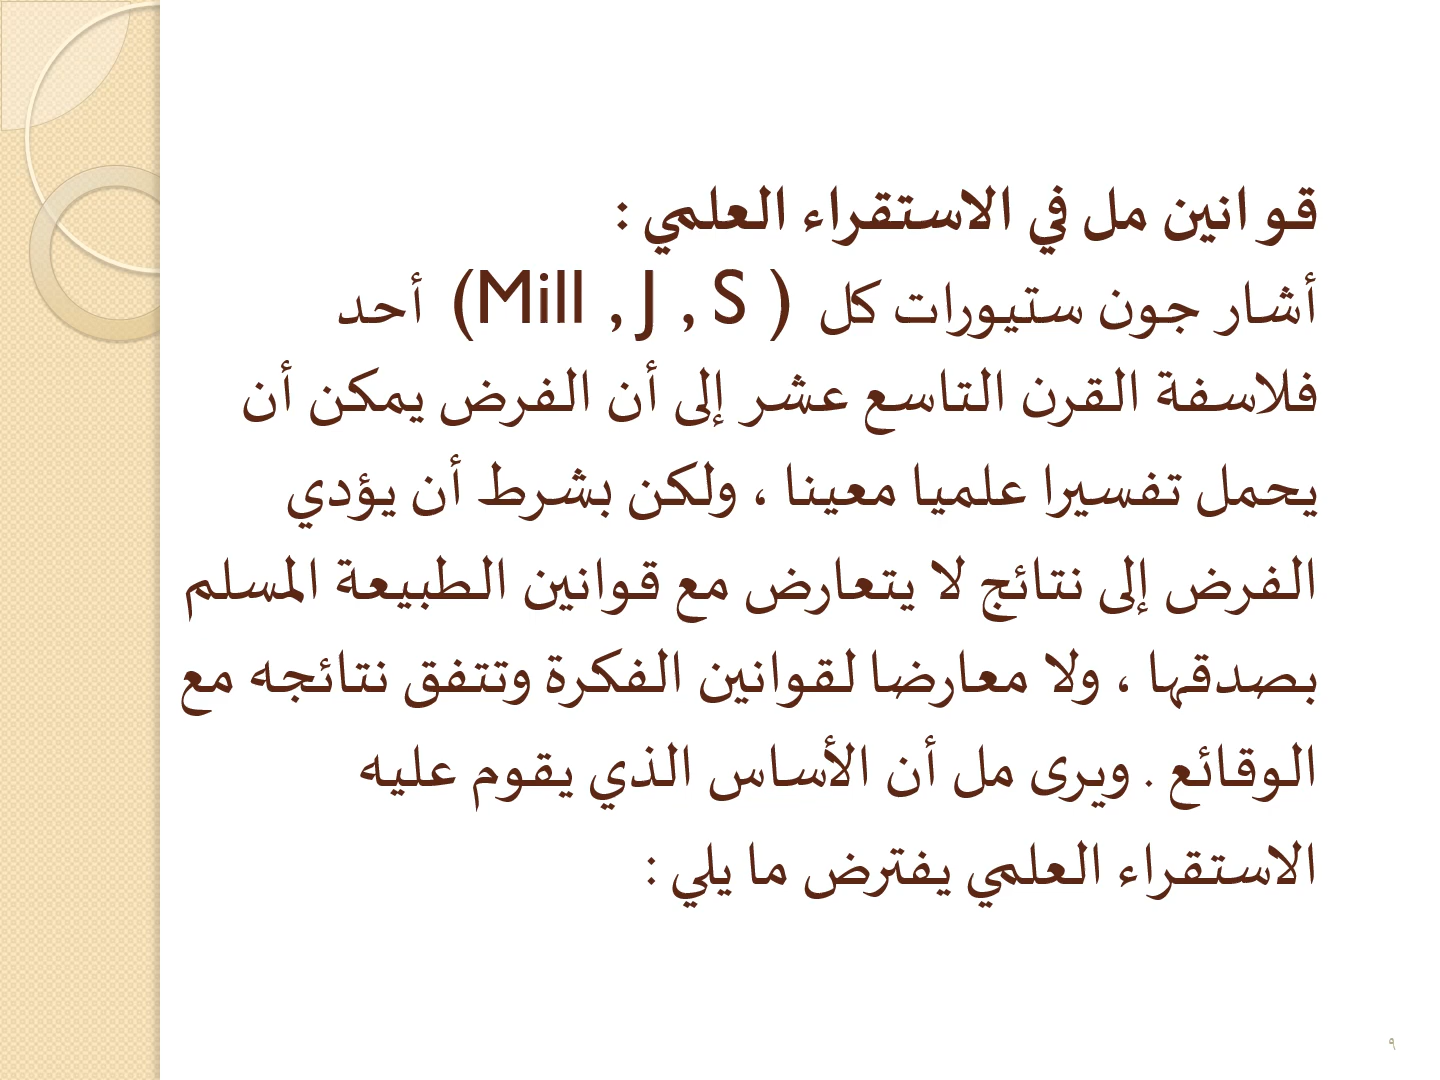 قوانين مل في الاستقراء العلمي :
أشار جون ستيورات كل ( Mill , J , S) أحد
فلاسفة القرن التاسع عشر إلى أن الفرض يمكن أن
يحمل تفسيرا علميا معينا ، ولكن بشرط أن يؤدي
الفرض إلى نتائج لا يتعارض مع قوانين الطبيعة المسلم
بصدقها ، ولا معارضا لقوانين الفكرة وتتفق نتائجه مع
الوقائع . ويرى مل أن الأساس الذي يقوم عليه
الاستقراء العلمي يفترض ما يلي :
٩